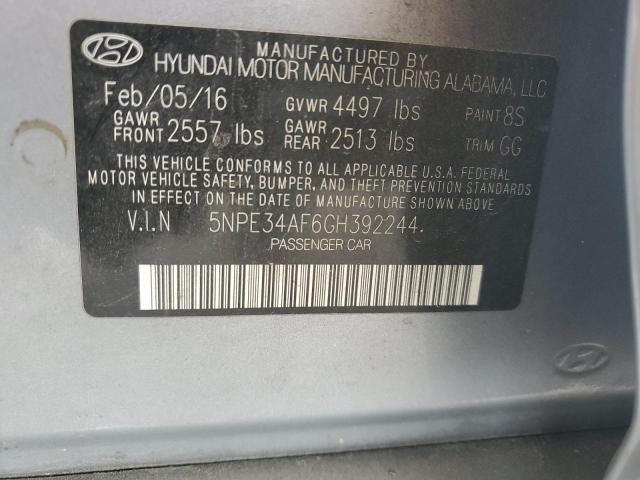 MANUFACTURED BY
HYUNDAI MOTOR MANUFACTURING ALABAMA, LLC
Feb/05/16 GVWR 4497 lbs PAINT 8S
GAWR FRONT 2557 lbs GAWR REAR 2513 lbs TRIM GG
THIS VEHICLE CONFORMS TO ALL APPLICABLE U.S.A. FEDERAL
MOTOR VEHICLE SAFETY, BUMPER, AND THEFT PREVENTION STANDARDS
IN EFFECT ON THE DATE OF MANUFACTURE SHOWN ABOVE.
V.I.N 5NPE34AF6GH392244.
PASSENGER CAR